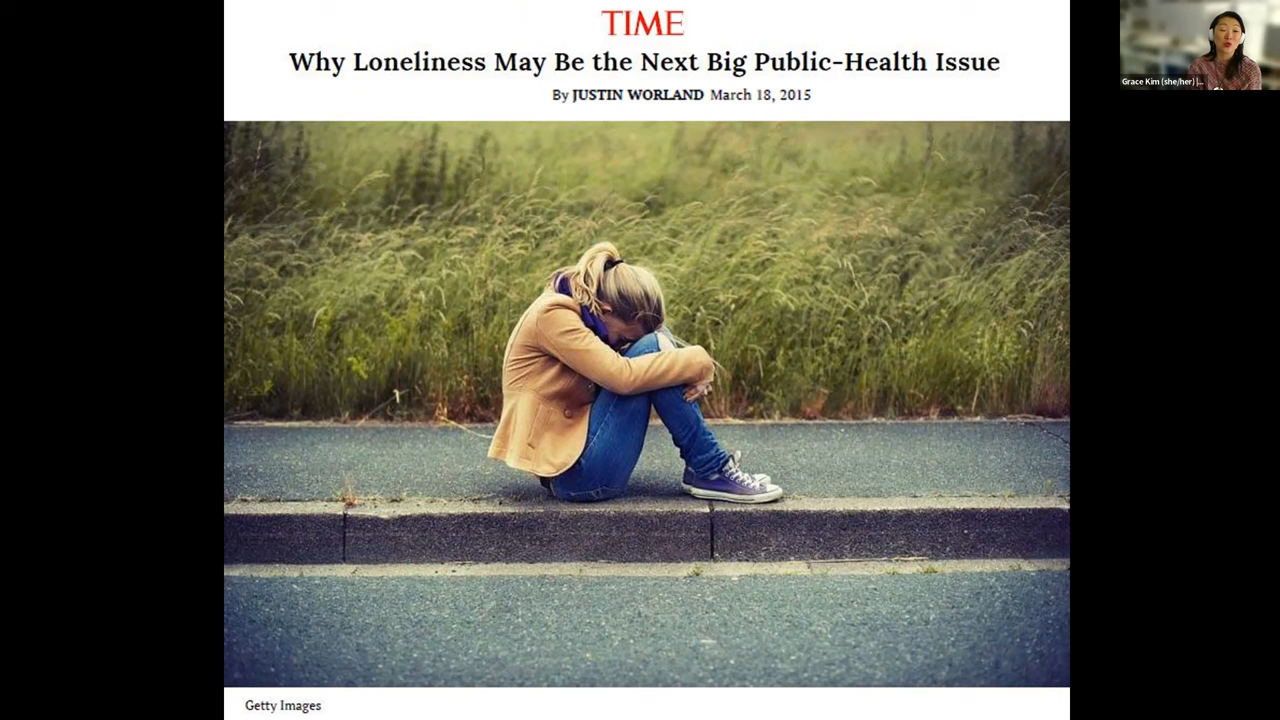 TIME
Why Loneliness May Be the Next Big Public-Health Issue
By JUSTIN WORLAND March 18, 2015
Grace Kim (she/her) |...
Getty Images